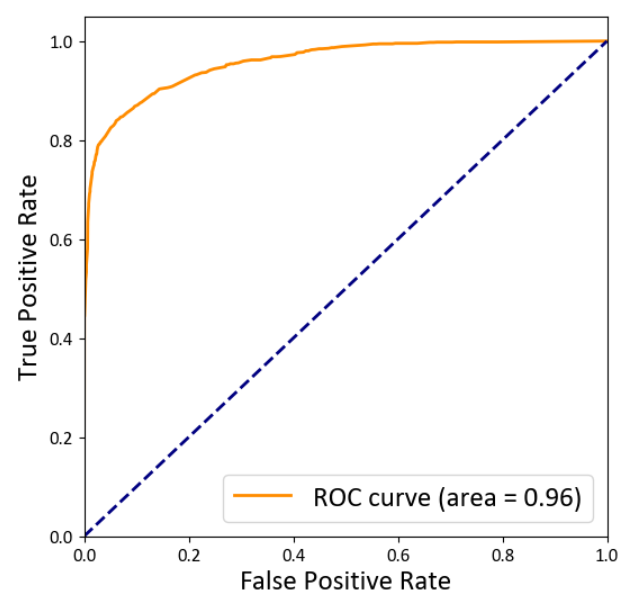 1.0
0.8
0.6
0.4
0.2
0.0
True Positive Rate
ROC curve (area = 0.96)
0.0 0.2 0.4 0.6 0.8 1.0
False Positive Rate